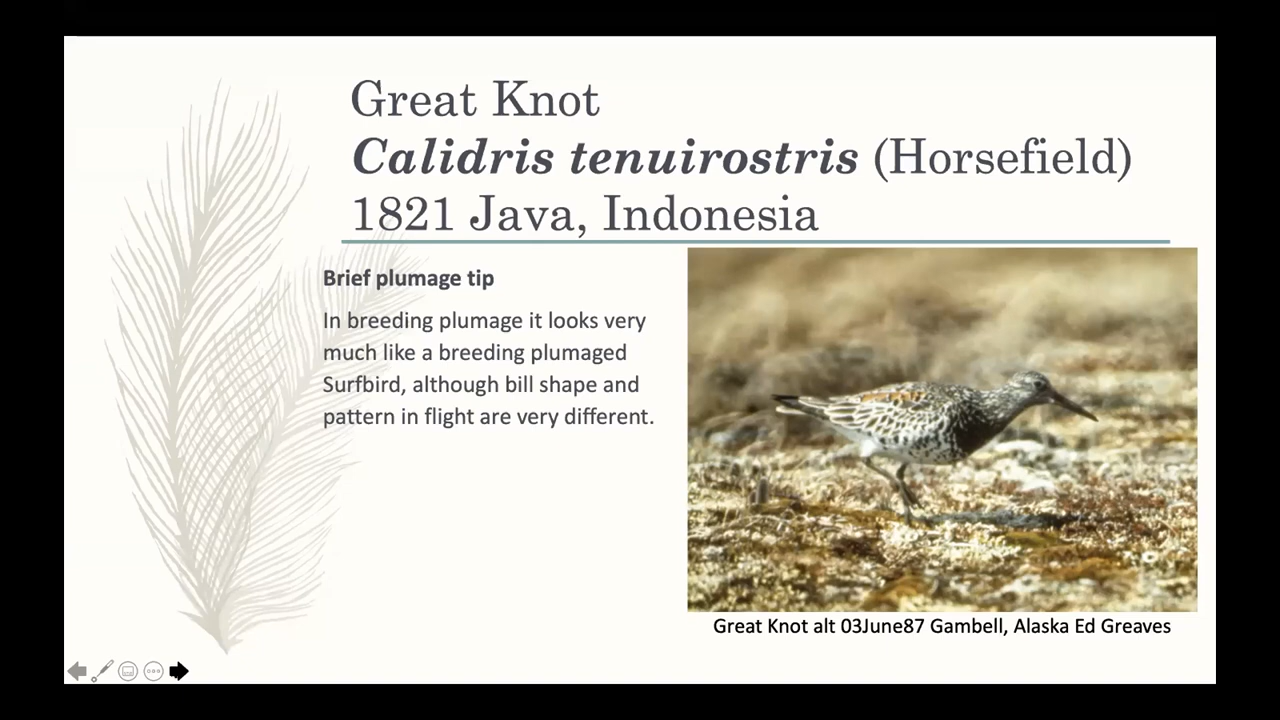 Great Knot
Calidris tenuirostris (Horsefield)
1821 Java, Indonesia
Brief plumage tip
In breeding plumage it looks very
much like a breeding plumaged
Surfbird, although bill shape and
pattern in flight are very different.
Great Knot alt 03June87 Gambell, Alaska Ed Greaves